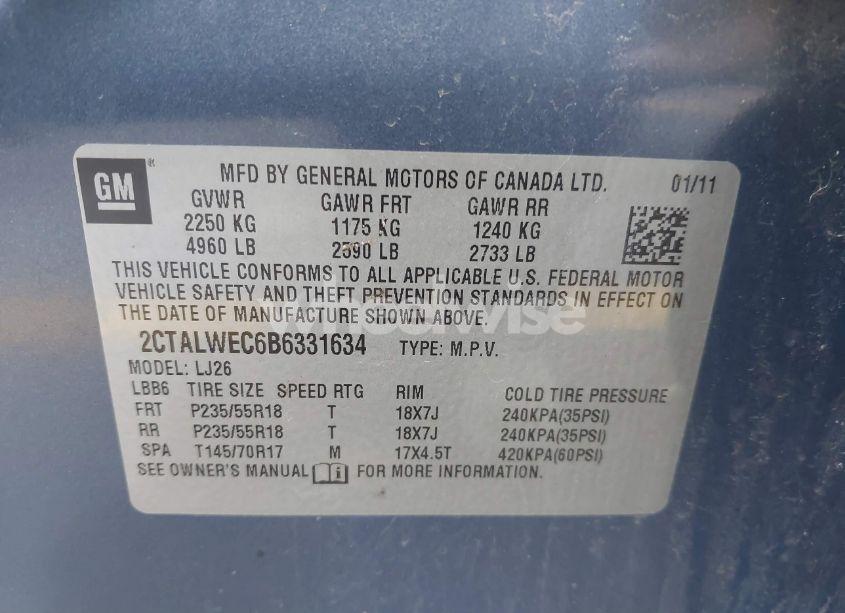 GM
MFD BY GENERAL MOTORS OF CANADA LTD. 01/11
GVWR GAWR FRT GAWR RR
2250 KG 1175 KG 1240 KG
4960 LB 2590 LB 2733 LB
THIS VEHICLE CONFORMS TO ALL APPLICABLE U.S. FEDERAL MOTOR
VEHICLE SAFETY AND THEFT PREVENTION STANDARDS IN EFFECT ON
THE DATE OF MANUFACTURE SHOWN ABOVE.
wheelwise
2CTALWEC6B6331634 TYPE: M.P.V.
MODEL: LJ26
LBB6 TIRE SIZE SPEED RTG RIM COLD TIRE PRESSURE
FRT P235/55R18 T 18X7J 240KPA(35PSI)
RR P235/55R18 T 18X7J 240KPA(35PSI)
SPA T145/70R17 M 17X4.5T 420KPA(60PSI)
SEE OWNER'S MANUAL FOR MORE INFORMATION.